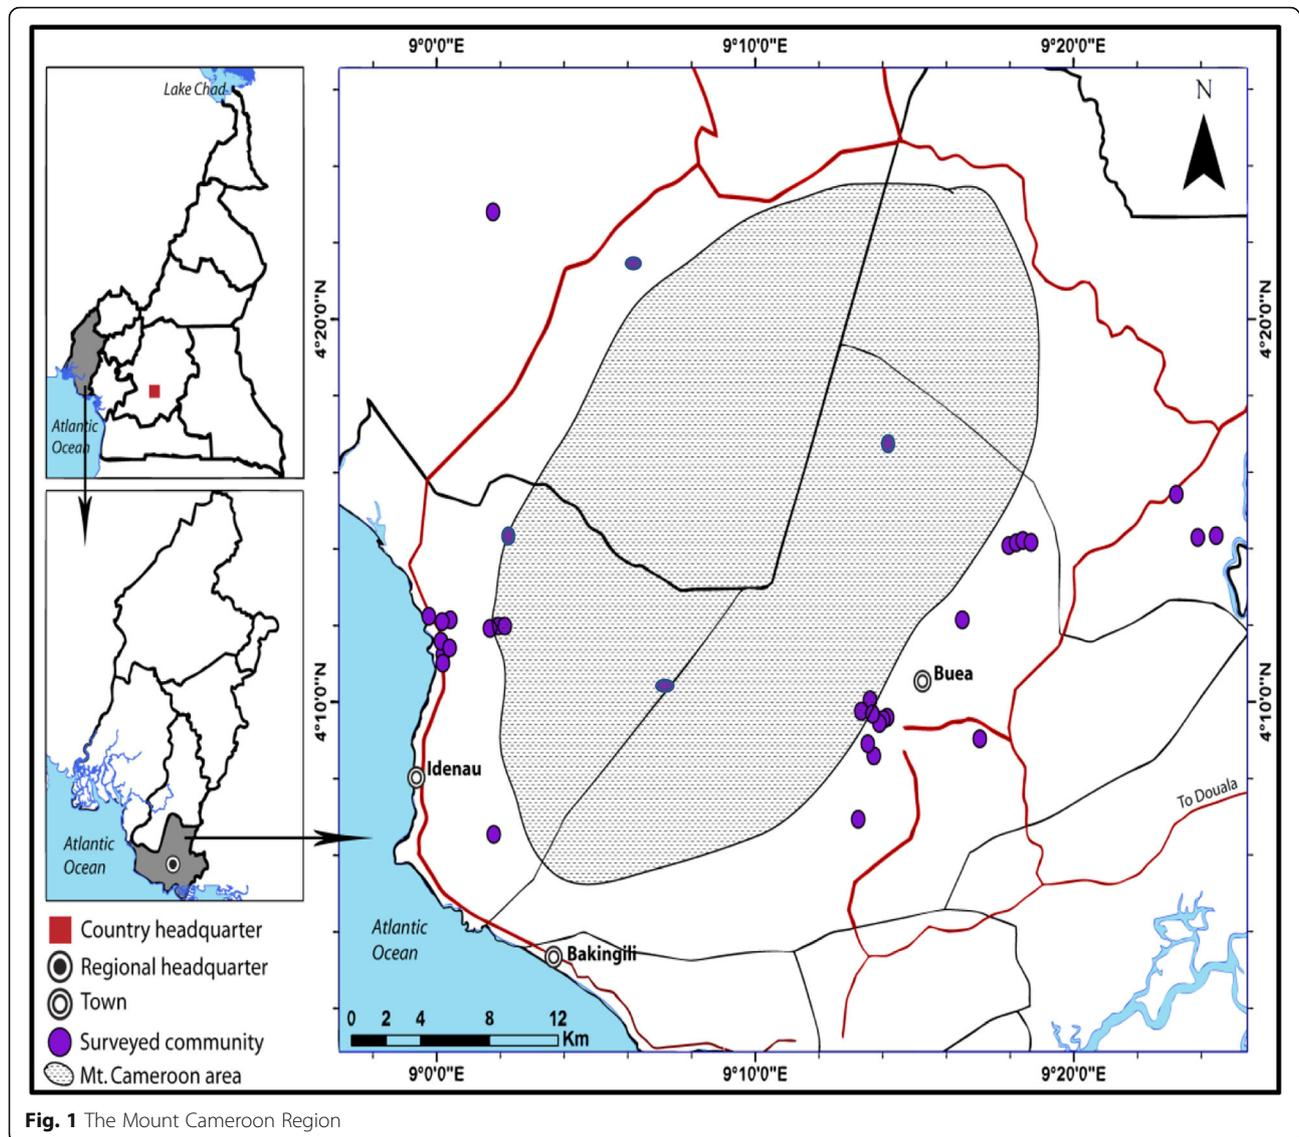 9°0'0"E 9°10'0"E 9°20'0"E
Lake Chad
N
4°20'0"N
4°20'0"N
Atlantic
Ocean
Buea
4°10'0"N
4°10'0"N
Idenau
To Douala
Atlantic
Ocean
Atlantic
Ocean
Bakingili
Country headquarter
Regional headquarter
Town
Surveyed community
Mt. Cameroon area
0 2 4 8 12
Km
9°0'0"E 9°10'0"E 9°20'0"E
Fig. 1 The Mount Cameroon Region